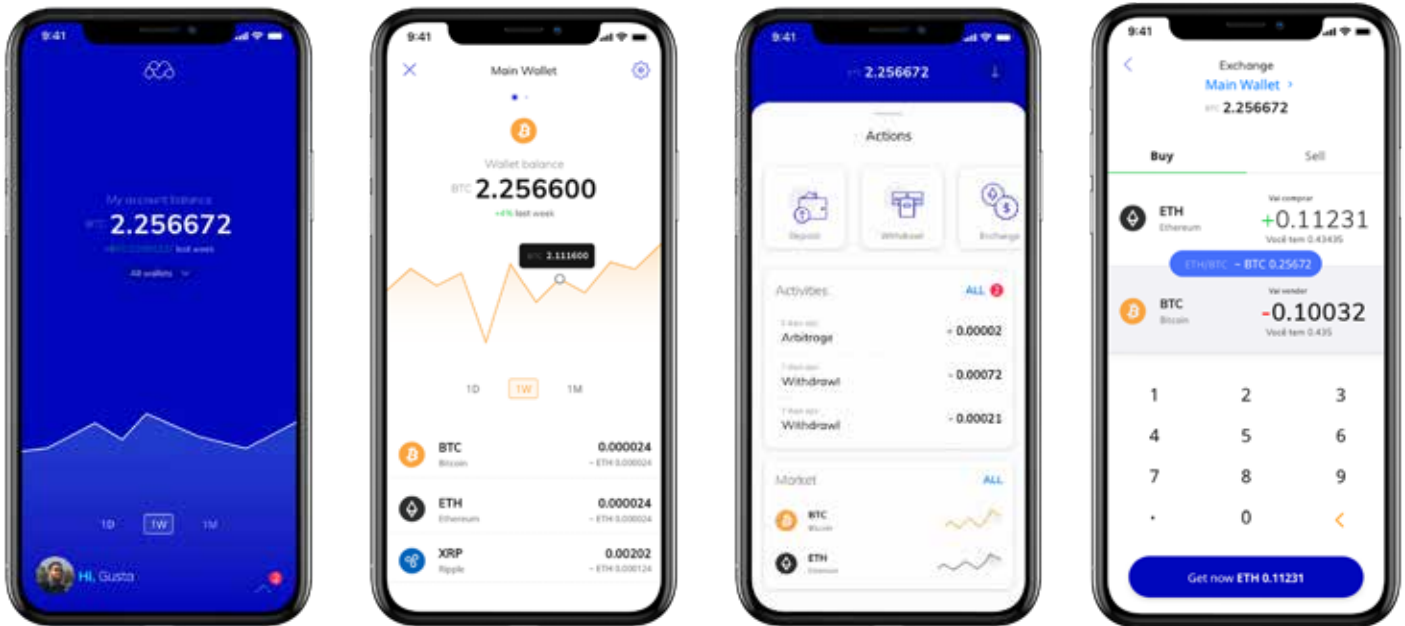 9:41
My account balance
BTC 2.256672
last week
All wallets
1D 1W 1M
Hi, Gusta
2
9:41
Main Wallet
Wallet balance
BTC 2.256600
+4% last week
BTC 2.111600
1D 1W 1M
BTC 0.000024
Bitcoin ~ ETH 0.000024
ETH 0.000024
Ethereum ~ ETH 0.000024
XRP 0.00202
Ripple ~ ETH 0.000124
9:41
BTC 2.256672
Actions
Deposit Withdrawl Exchange
Activities ALL 2
Arbitrage + 0.00002
7 days ago
Withdrawl - 0.00072
7 days ago
Withdrawl - 0.00021
Market ALL
BTC
Bitcoin
ETH
Ethereum
9:41
Exchange
Main Wallet >
BTC 2.256672
Buy Sell
Vai comprar
ETH +0.11231
Ethereum Você tem 0.43435
ETH/BTC ~ BTC 0.25672
Vai vender
BTC -0.10032
Bitcoin Você tem 0.435
1 2 3
4 5 6
7 8 9
. 0 <
Get now ETH 0.11231